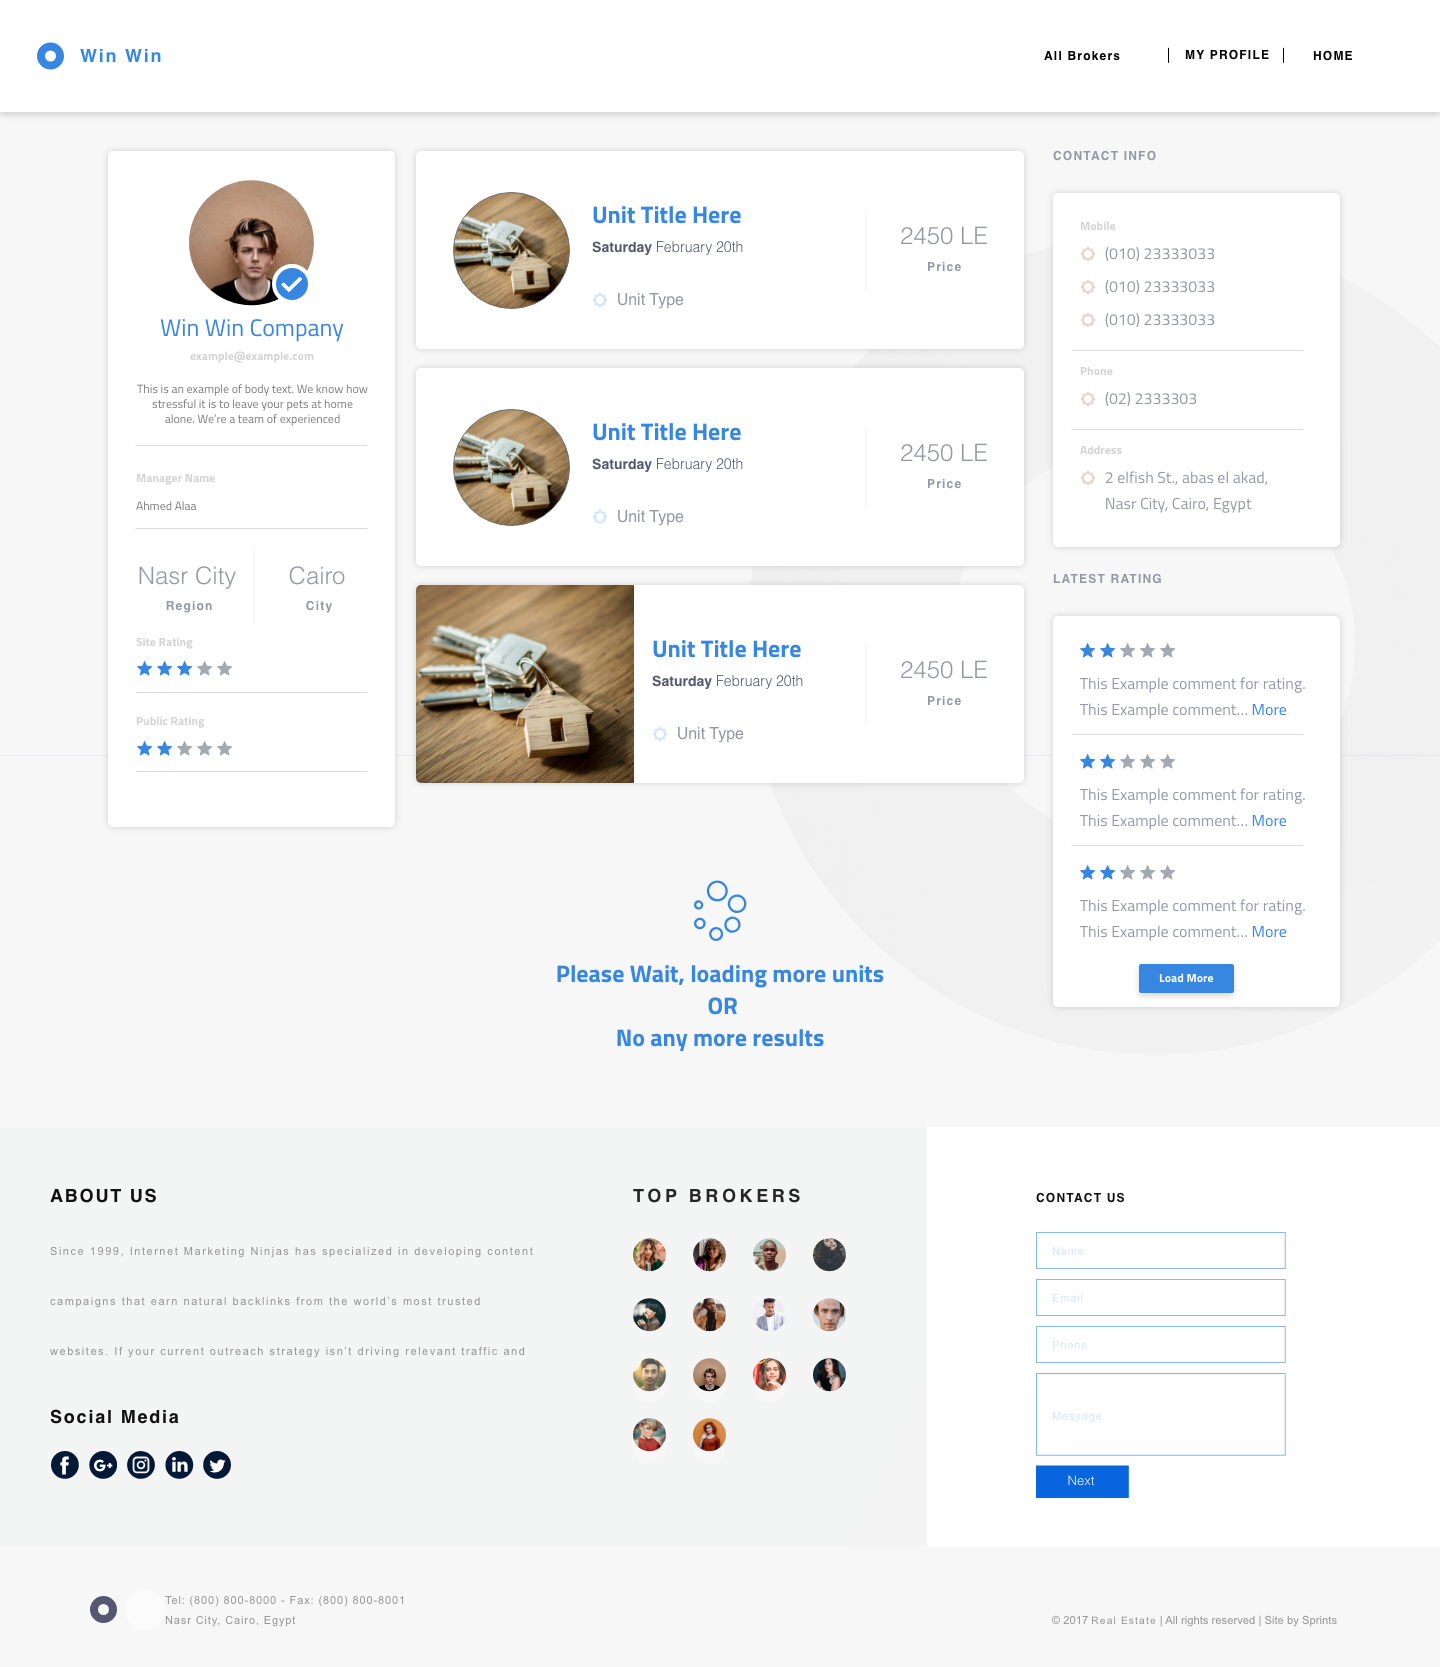 Win Win
All Brokers
MY PROFILE
HOME
Win Win Company
example@example.com
This is an example of body text. We know how
stressful it is to leave your pets at home
alone. We're a team of experienced
Manager Name
Ahmed Alaa
Nasr City
Region
Cairo
City
Site Rating
Public Rating
Unit Title Here
Saturday February 20th
Unit Type
2450 LE
Price
Unit Title Here
Saturday February 20th
Unit Type
2450 LE
Price
Unit Title Here
Saturday February 20th
Unit Type
2450 LE
Price
Please Wait, loading more units
OR
No any more results
CONTACT INFO
Mobile
(010) 23333033
(010) 23333033
(010) 23333033
Phone
(02) 2333303
Address
2 elfish St., abas el akad,
Nasr City, Cairo, Egypt
LATEST RATING
This Example comment for rating.
This Example comment... More
This Example comment for rating.
This Example comment... More
This Example comment for rating.
This Example comment... More
Load More
ABOUT US
Since 1999, Internet Marketing Ninjas has specialized in developing content
campaigns that earn natural backlinks from the world's most trusted
websites. If your current outreach strategy isn't driving relevant traffic and
Social Media
TOP BROKERS
CONTACT US
Name
Email
Phone
Message
Next
Tel: (800) 800-8000 - Fax: (800) 800-8001
Nasr City, Cairo, Egypt
© 2017 Real Estate | All rights reserved | Site by Sprints